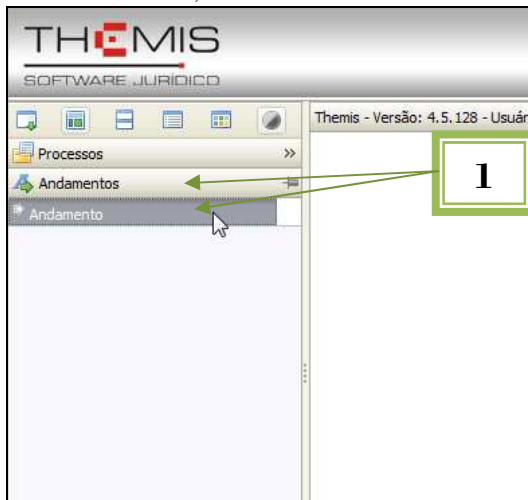 THEMIS
SOFTWARE JURÍDICO
Themis - Versão: 4.5.128 - Usuár
Processos
»
Andamentos
Andamento
1